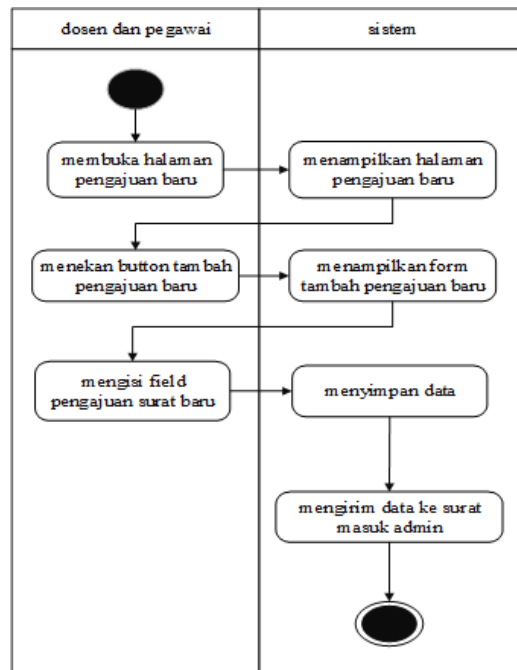 dosen dan pegawai
sistem
membuka halaman
pengajuan baru
menampilkan halaman
pengajuan baru
menekan button tambah
pengajuan baru
menampilkan form
tambah pengajuan baru
mengisi field
pengajuan surat baru
menyimpan data
mengirim data ke surat
masuk admin